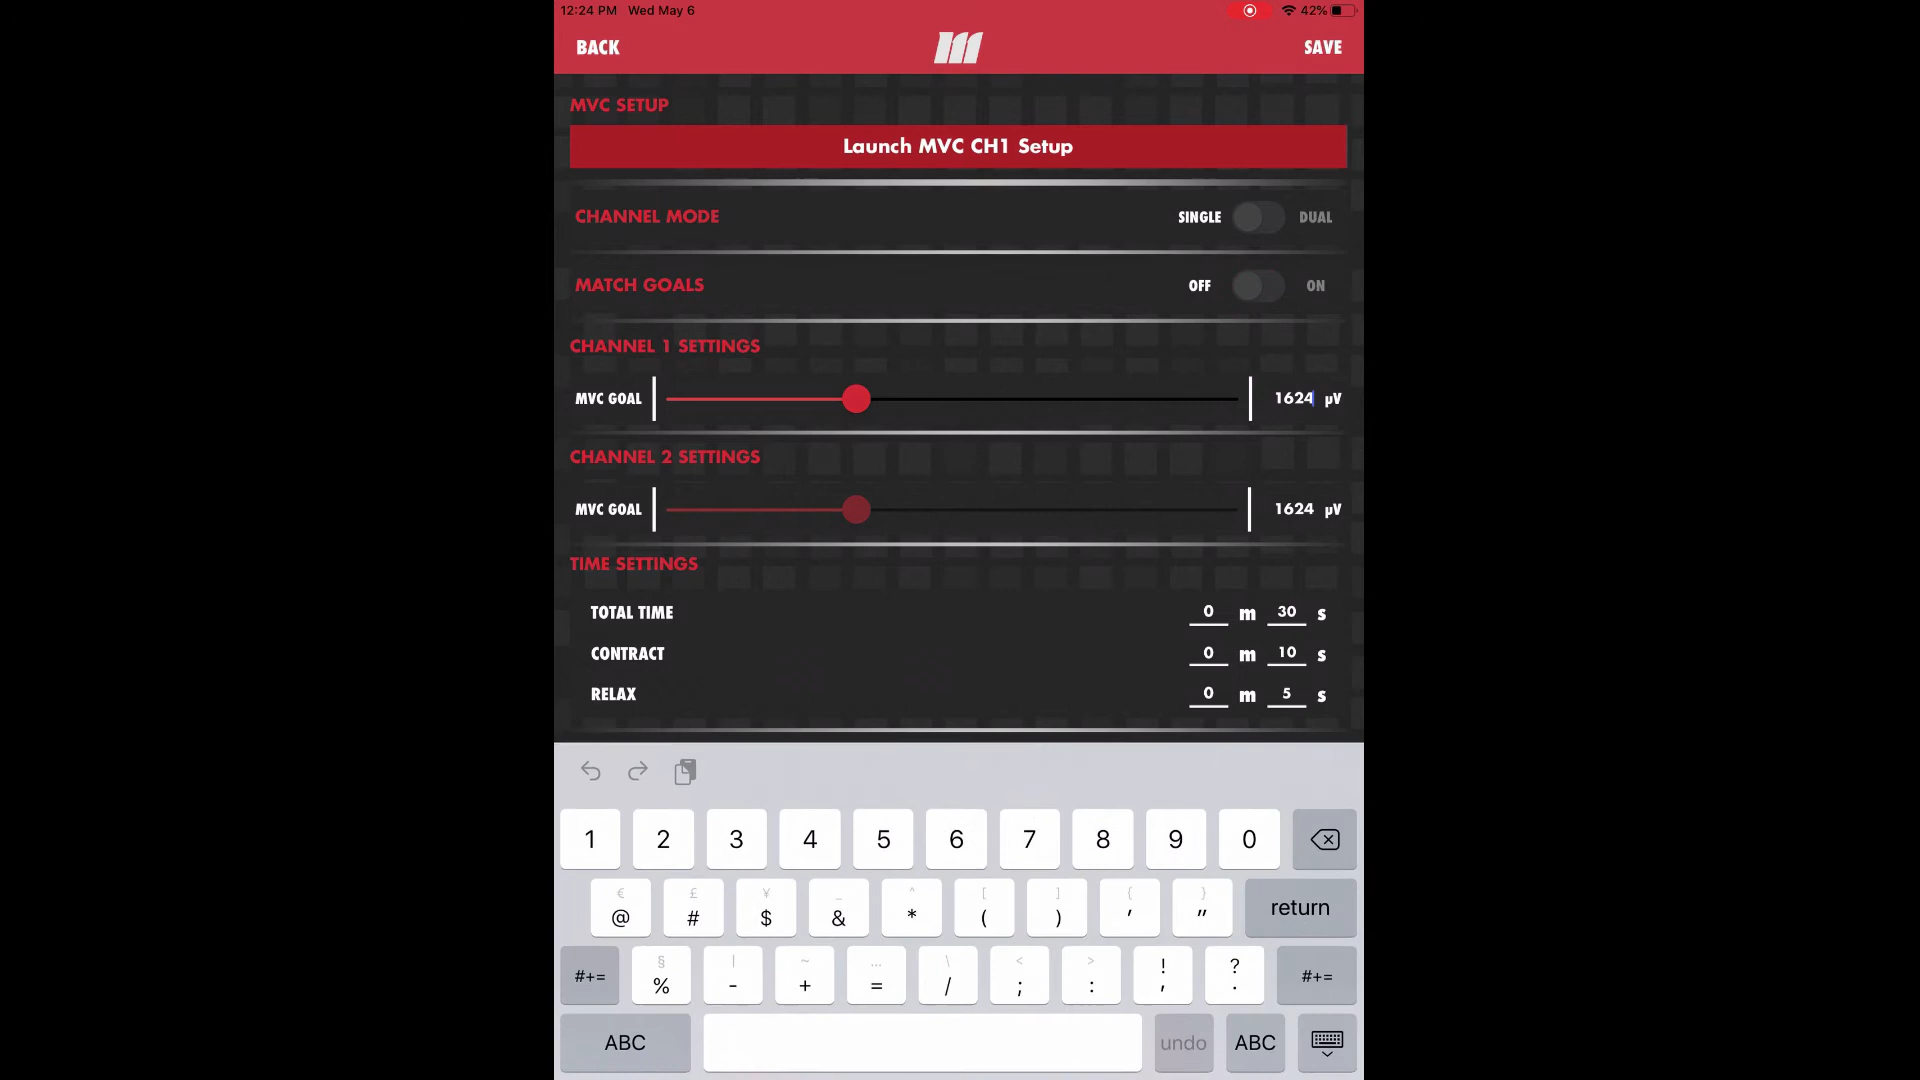 12:24 PM Wed May 6 42%
BACK SAVE
MVC SETUP
Launch MVC CH1 Setup
CHANNEL MODE SINGLE DUAL
MATCH GOALS OFF ON
CHANNEL 1 SETTINGS
MVC GOAL 1624 µV
CHANNEL 2 SETTINGS
MVC GOAL 1624 µV
TIME SETTINGS
TOTAL TIME 0 m 30 s
CONTRACT 0 m 10 s
RELAX 0 m 5 s
1 2 3 4 5 6 7 8 9 0
€ £ ¥ _ ^ [ ] { }
@ # $ & * ( ) ' " return
§ | ~ … \ < > ! ?
#+= % - + = / ; : , . #+=
ABC undo ABC